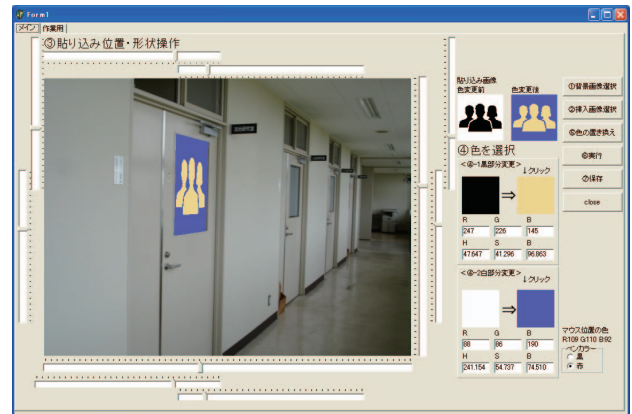 Form1
メイン 作業用
③貼り込み位置・形状操作
貼り込み画像
色変更前 色変更後
④色を選択
<④-1黒部分変更>
↓クリック
⇒
R G B
247 226 145
H S B
47.647 41.296 96.863
<④-2白部分変更>
↓クリック
⇒
R G B
88 86 190
H S B
241.154 54.737 74.510
①背景画像選択
②挿入画像選択
⑤色の置き換え
⑥実行
⑦保存
close
マウス位置の色
R:109 G:110 B:92
ペンカラー
黒
赤